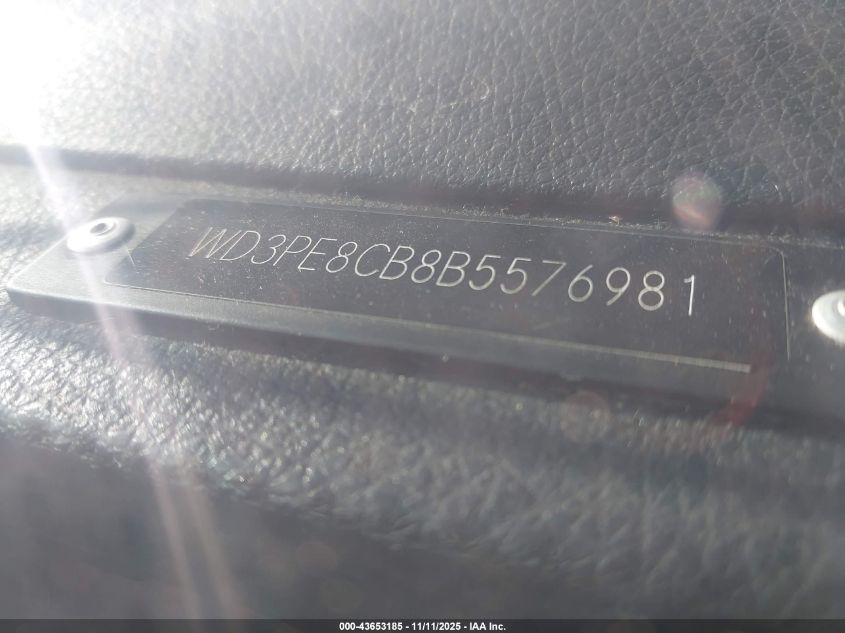 WD3PE8CB8B5576981
000-43653185 - 11/11/2025 - IAA Inc.